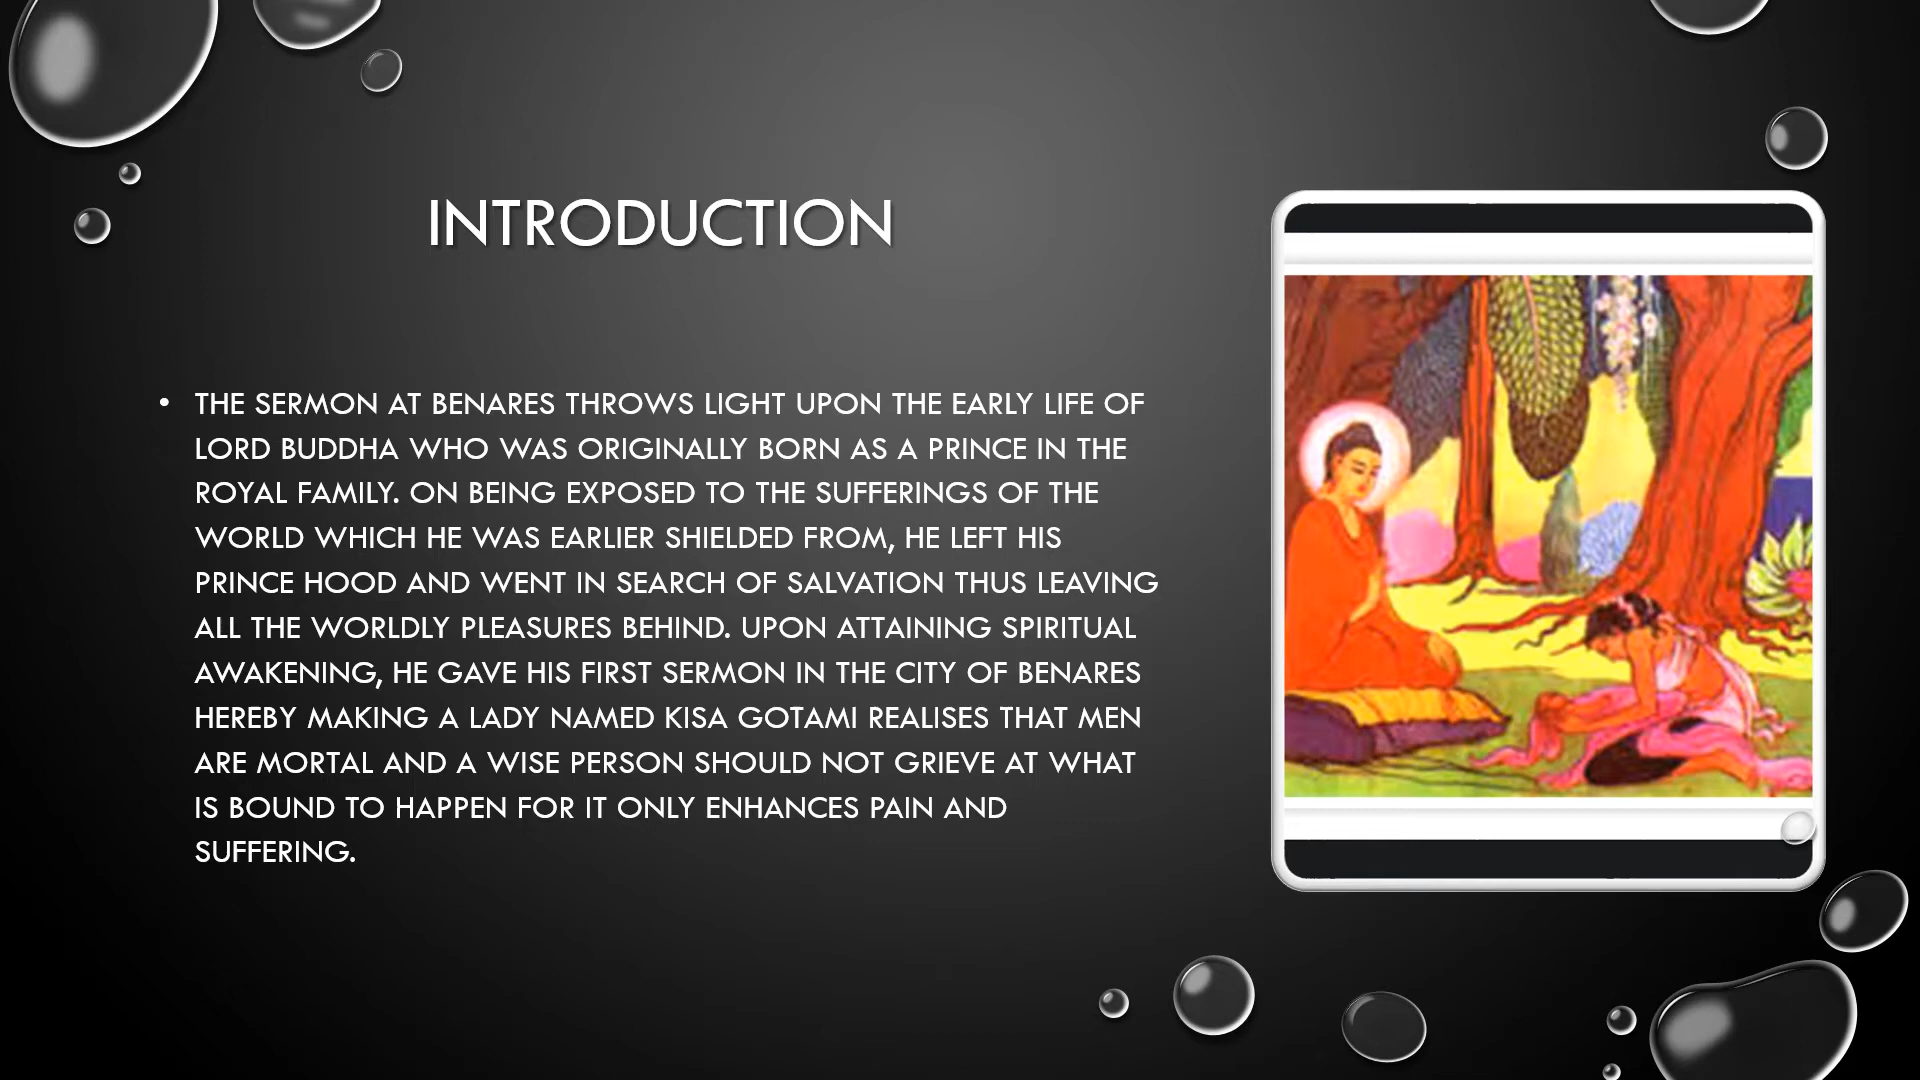 INTRODUCTION
• THE SERMON AT BENARES THROWS LIGHT UPON THE EARLY LIFE OF
LORD BUDDHA WHO WAS ORIGINALLY BORN AS A PRINCE IN THE
ROYAL FAMILY. ON BEING EXPOSED TO THE SUFFERINGS OF THE
WORLD WHICH HE WAS EARLIER SHIELDED FROM, HE LEFT HIS
PRINCE HOOD AND WENT IN SEARCH OF SALVATION THUS LEAVING
ALL THE WORLDLY PLEASURES BEHIND. UPON ATTAINING SPIRITUAL
AWAKENING, HE GAVE HIS FIRST SERMON IN THE CITY OF BENARES
HEREBY MAKING A LADY NAMED KISA GOTAMI REALISES THAT MEN
ARE MORTAL AND A WISE PERSON SHOULD NOT GRIEVE AT WHAT
IS BOUND TO HAPPEN FOR IT ONLY ENHANCES PAIN AND
SUFFERING.